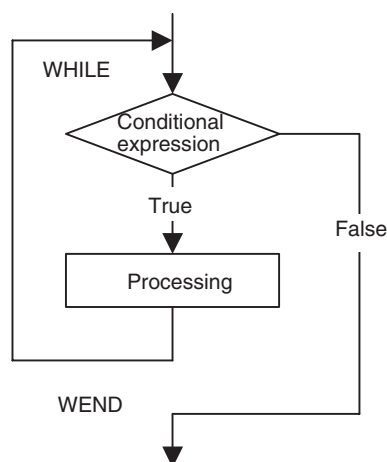 WHILE
Conditional
expression
True
False
Processing
WEND